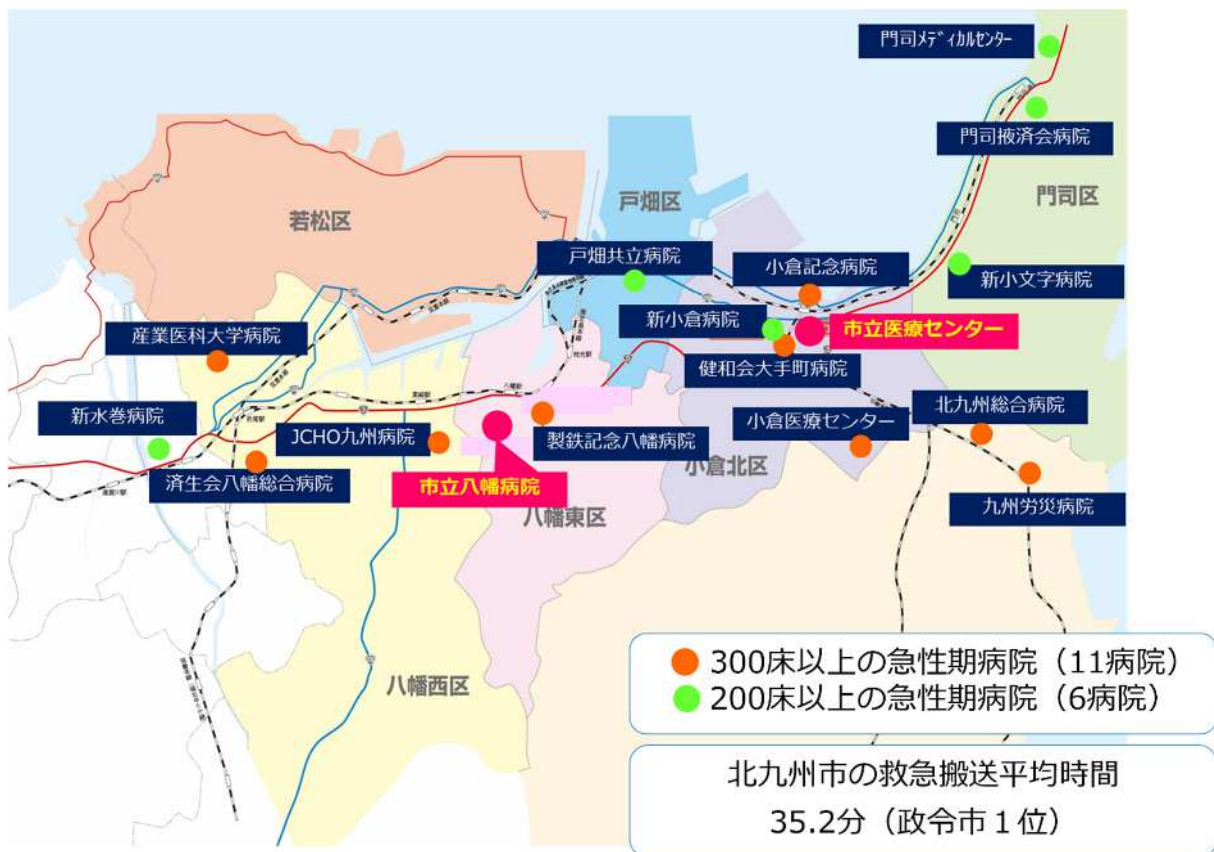 門司メディカルセンター
門司掖済会病院
門司区
戸畑区
若松区
戸畑共立病院
小倉記念病院
新小文字病院
新小倉病院
市立医療センター
産業医科大学病院
健和会大手町病院
新水巻病院
JCHO九州病院
製鉄記念八幡病院
小倉医療センター
北九州総合病院
小倉北区
済生会八幡総合病院
市立八幡病院
九州労災病院
八幡東区
八幡西区
300床以上の急性期病院（11病院）
200床以上の急性期病院（6病院）
北九州市の救急搬送平均時間
35.2分（政令市１位）